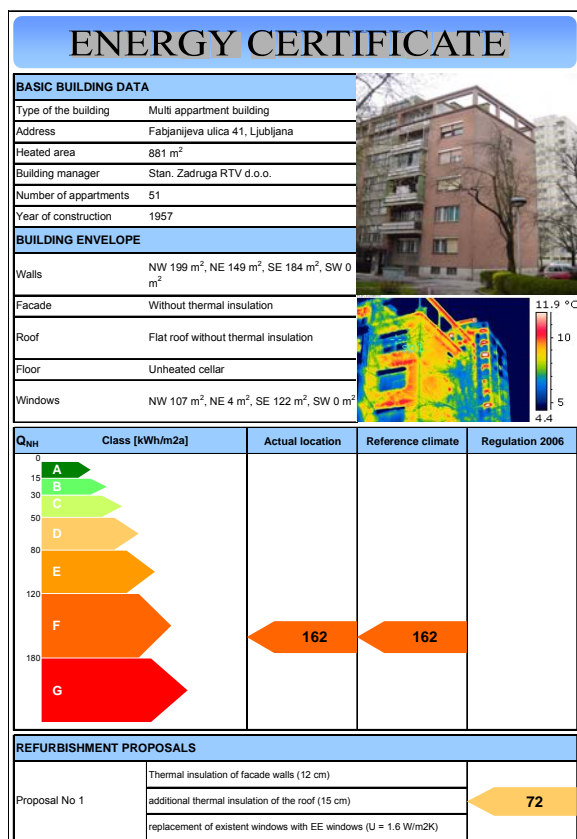 ENERGY CERTIFICATE
BASIC BUILDING DATA
Type of the building Multi appartment building
Address Fabjanijeva ulica 41, Ljubljana
Heated area 881 m²
Building manager Stan. Zadruga RTV d.o.o.
Number of appartments 51
Year of construction 1957
BUILDING ENVELOPE
Walls NW 199 m², NE 149 m², SE 184 m², SW 0
m²
Facade Without thermal insulation
Roof Flat roof without thermal insulation
Floor Unheated cellar
Windows NW 107 m², NE 4 m², SE 122 m², SW 0 m²
11.9 °C
10
5
4.4
Q_NH Class [kWh/m2a] Actual location Reference climate Regulation 2006
0
A
15
B
30
C
50
D
80
E
120
F 162 162
180
G
REFURBISHMENT PROPOSALS
Proposal No 1
Thermal insulation of facade walls (12 cm)
additional thermal insulation of the roof (15 cm) 72
replacement of existent windows with EE windows (U = 1.6 W/m2K)